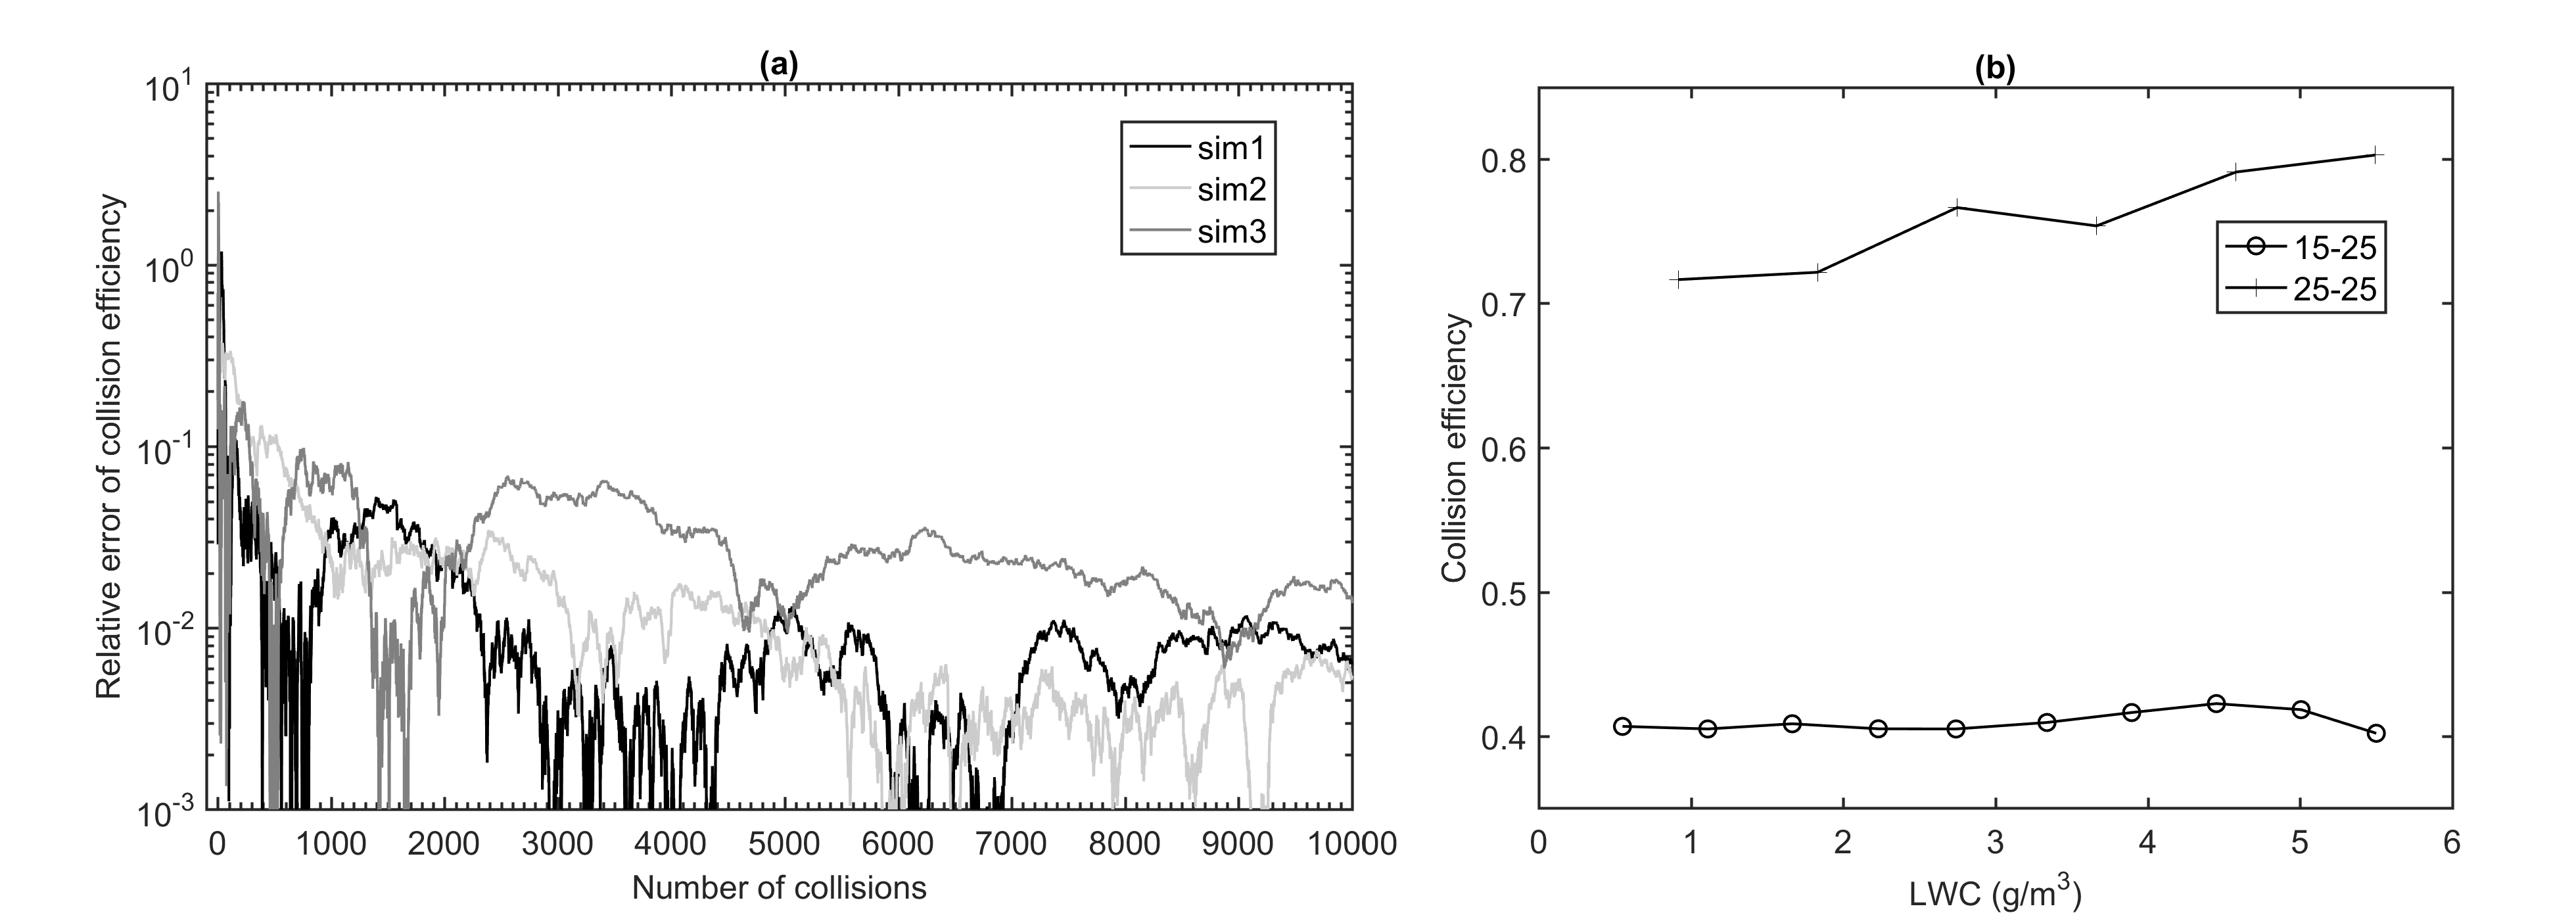 (a)
10^1
10^0
10^-1
10^-2
10^-3
Relative error of collision efficiency
sim1
sim2
sim3
0 1000 2000 3000 4000 5000 6000 7000 8000 9000 10000
Number of collisions
(b)
0.8
0.7
0.6
0.5
0.4
Collision efficiency
15-25
25-25
0 1 2 3 4 5 6
LWC (g/m^3)